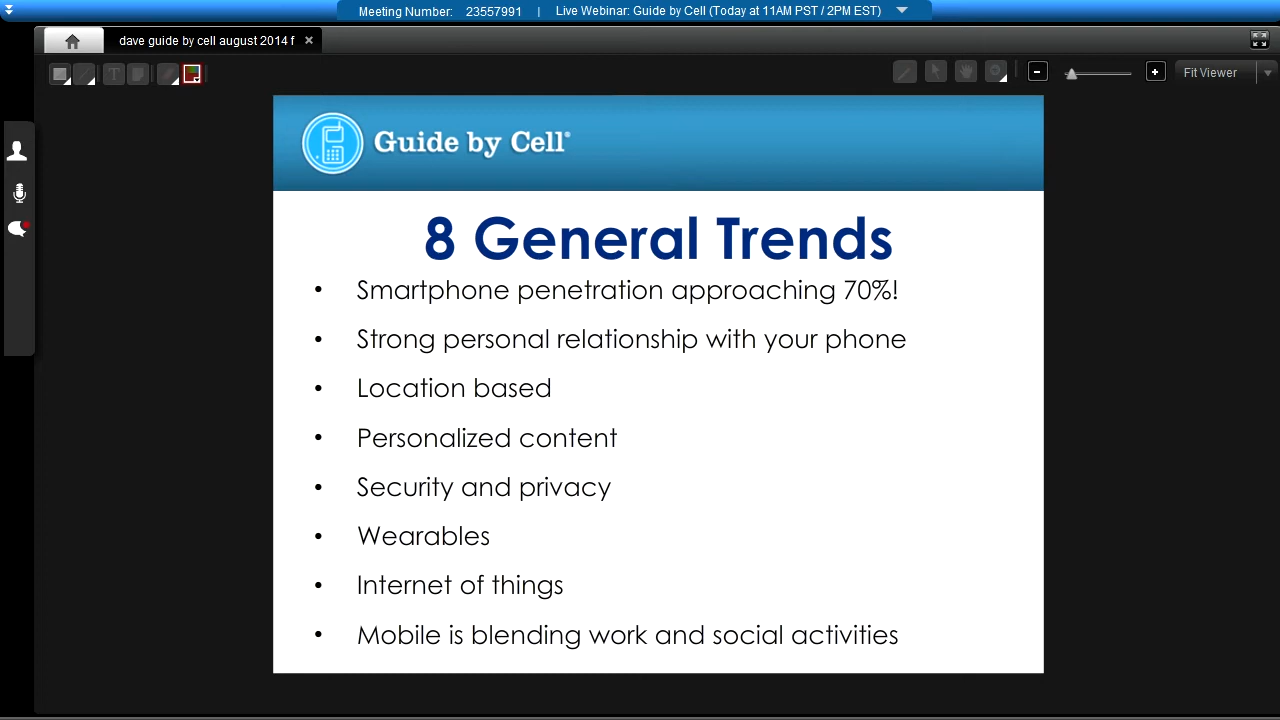 Meeting Number: 23557991 | Live Webinar: Guide by Cell (Today at 11AM PST / 2PM EST)
dave guide by cell august 2014 f ×
T
Fit Viewer
Guide by Cell®
8 General Trends
• Smartphone penetration approaching 70%!
• Strong personal relationship with your phone
• Location based
• Personalized content
• Security and privacy
• Wearables
• Internet of things
• Mobile is blending work and social activities